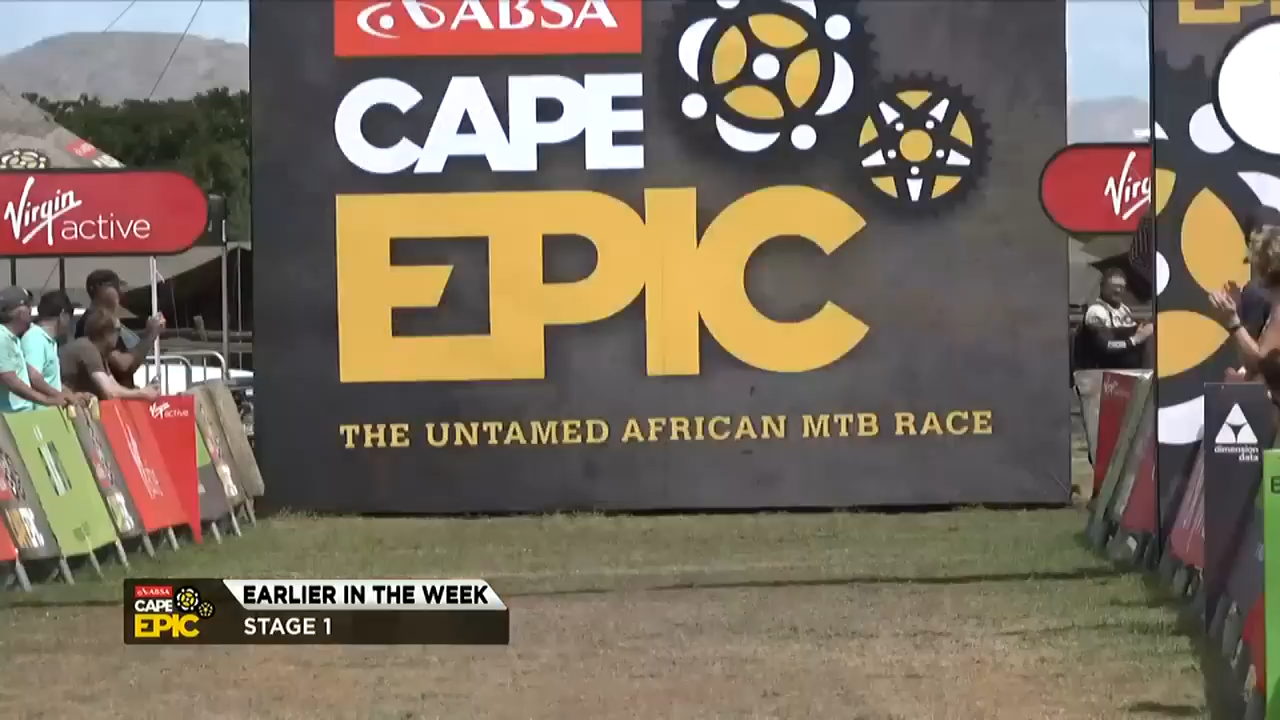 ABSA
CAPE
EPIC
THE UNTAMED AFRICAN MTB RACE
Virgin
active
Virg
Virgin active
dimension
data
E
ABSA
CAPE
EPIC
EARLIER IN THE WEEK
STAGE 1